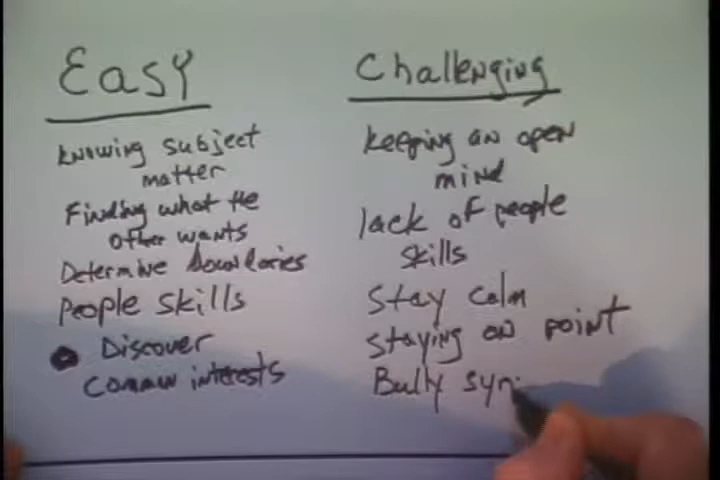 Easy
knowing subject
matter
Finding what the
other wants
Determine boundaries
People skills
Discover
common interests
Challenging
keeping an open
mind
lack of people
skills
Stay calm
staying on point
Bully syn